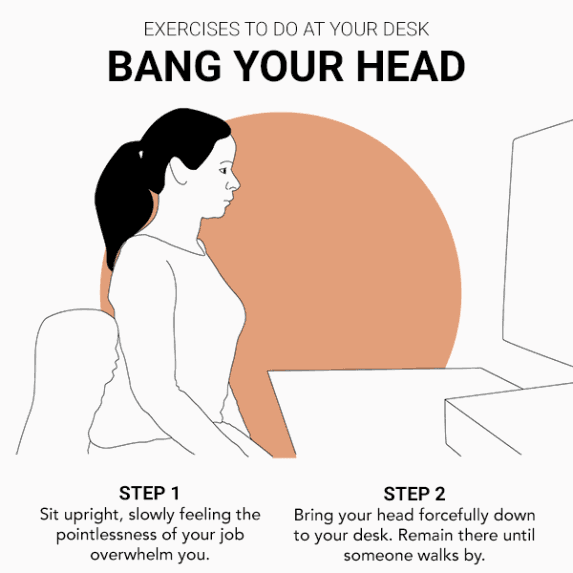 EXERCISES TO DO AT YOUR DESK
BANG YOUR HEAD
STEP 1
Sit upright, slowly feeling the
pointlessness of your job
overwhelm you.
STEP 2
Bring your head forcefully down
to your desk. Remain there until
someone walks by.